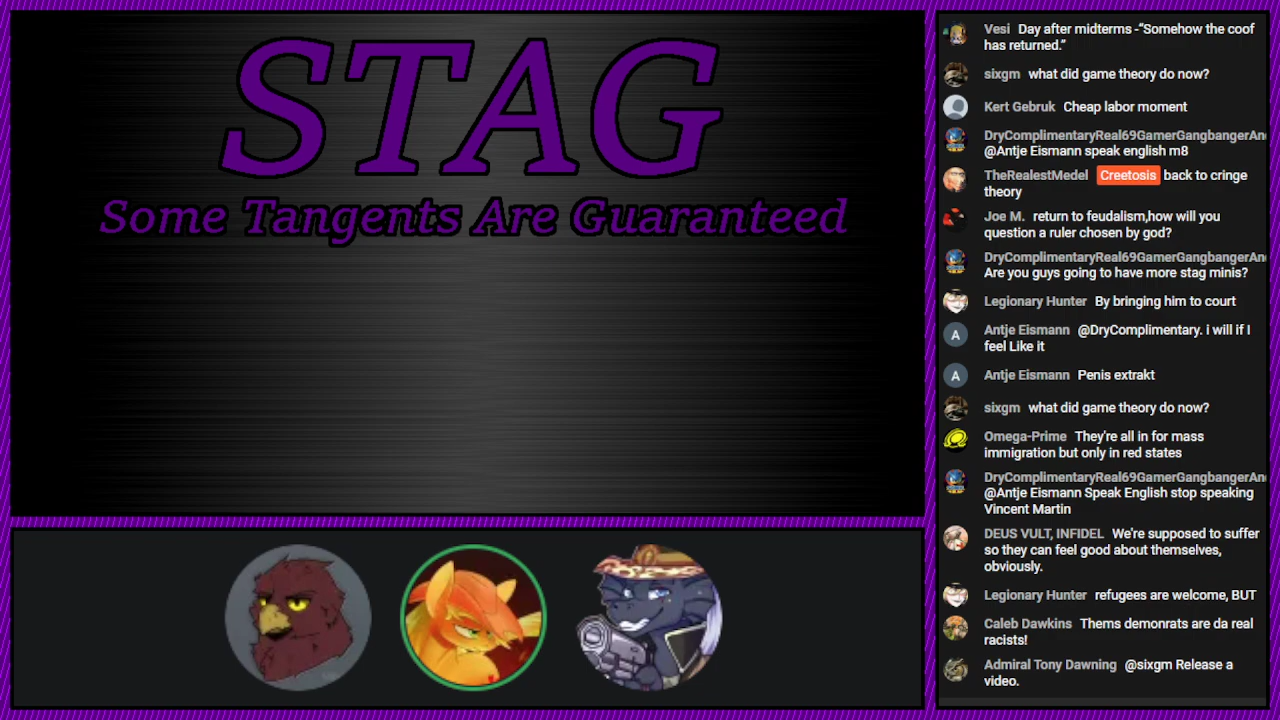 STAG
Some Tangents Are Guaranteed
Vesi Day after midterms -“Somehow the coof
has returned.”
sixgm what did game theory do now?
Kert Gebruk Cheap labor moment
DryComplimentaryReal69GamerGangbangerAn
@Antje Eismann speak english m8
TheRealestMedel Creetosis back to cringe
theory
Joe M. return to feudalism,how will you
question a ruler chosen by god?
DryComplimentaryReal69GamerGangbangerAn
Are you guys going to have more stag minis?
Legionary Hunter By bringing him to court
A Antje Eismann @DryComplimentary. i will if I
feel Like it
A Antje Eismann Penis extrakt
sixgm what did game theory do now?
Omega-Prime They're all in for mass
immigration but only in red states
DryComplimentaryReal69GamerGangbangerAn
@Antje Eismann Speak English stop speaking
Vincent Martin
DEUS VULT, INFIDEL We're supposed to suffer
so they can feel good about themselves,
obviously.
Legionary Hunter refugees are welcome, BUT
Caleb Dawkins Thems demonrats are da real
racists!
Admiral Tony Dawning @sixgm Release a
video.